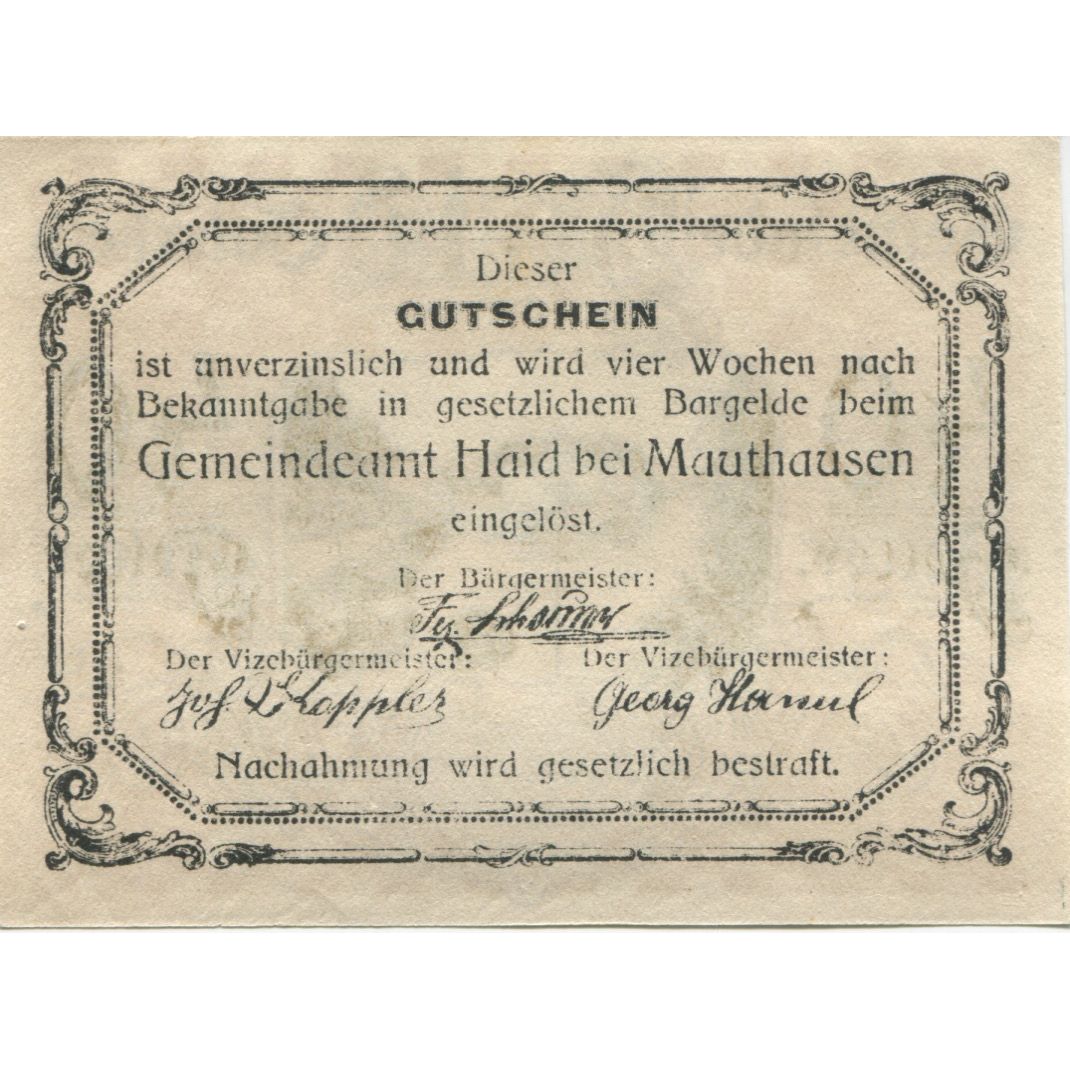 Dieser
GUTSCHEIN
ist unverzinslich und wird vier Wochen nach
Bekanntgabe in gesetzlichem Bargelde beim
Gemeindeamt Haid bei Mauthausen
eingelöst.
Der Bürgermeister:
Der Vizebürgermeister: Der Vizebürgermeister:
Georg
Nachahmung wird gesetzlich bestraft.